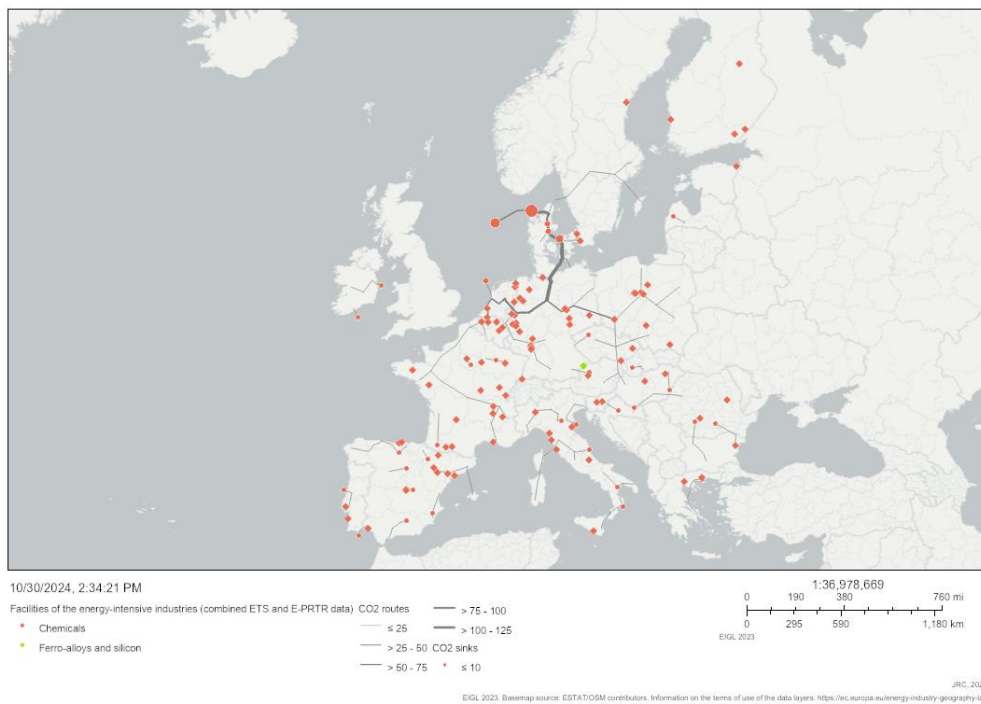 10/30/2024, 2:34:21 PM
Facilities of the energy-intensive industries (combined ETS and E-PRTR data)
Chemicals
Ferro-alloys and silicon
CO2 routes
≤ 25
> 25 - 50
> 50 - 75
> 75 - 100
> 100 - 125
CO2 sinks
≤ 10
1:36,978,669
0 190 380 760 mi
0 295 590 1,180 km
EIGL 2023
JRC, 202
EIGL 2023. Basemap source: ESTAT/OSM contributors. Information on the terms of use of the data layers: https://ec.europa.eu/energy-industry-geography-la